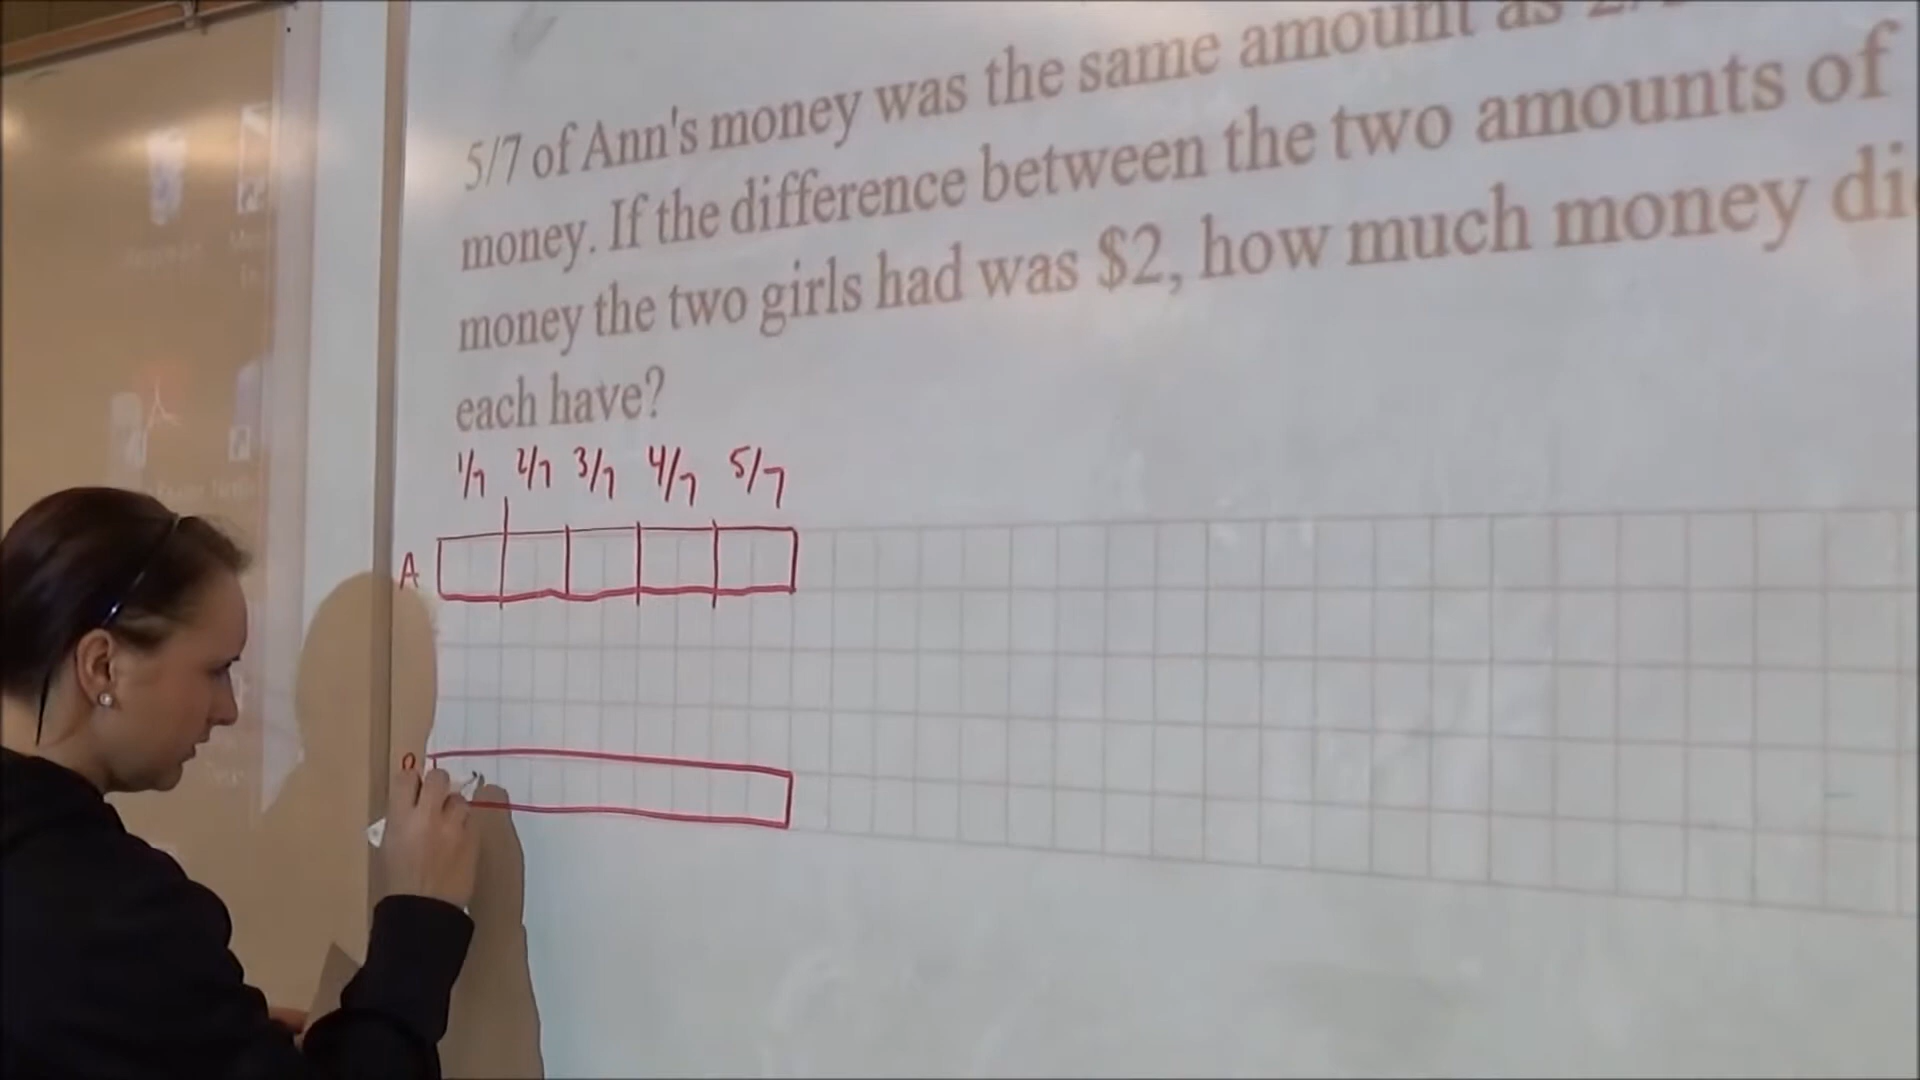 5/7 of Ann's money was the same amount as
money. If the difference between the two amounts of
money the two girls had was $2, how much money
each have?
1/7 2/7 3/7 4/7 5/7
A